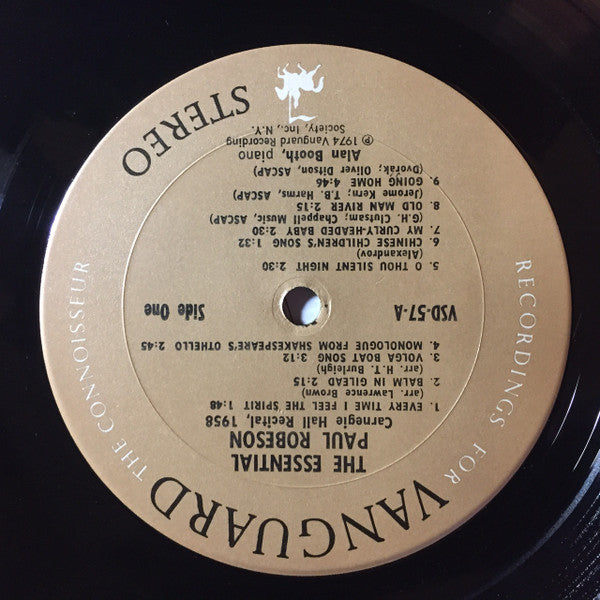 VANGUARD
RECORDINGS FOR THE CONNOISSEUR
THE ESSENTIAL
PAUL ROBESON
Carnegie Hall Recital, 1958
1. EVERY TIME I FEEL THE SPIRIT 1:48
(arr. Lawrence Brown)
2. BALM IN GILEAD 2:15
(arr. H.T. Burleigh)
3. VOLGA BOAT SONG 3:12
4. MONOLOGUE FROM SHAKESPEARE'S OTHELLO 2:45
VSD-57-A
Side One
5. O THOU SILENT NIGHT 2:30
(Alexandrov)
6. CHINESE CHILDREN'S SONG 1:32
7. MY CURLY-HEADED BABY 2:30
(G.H. Clutsam; Chappell Music, ASCAP)
8. OLD MAN RIVER 2:15
(Jerome Kern; T.B. Harms, ASCAP)
9. GOING HOME 4:46
(Dvořák; Oliver Ditson, ASCAP)
Alan Booth, piano
℗ 1974 Vanguard Recording
Society, Inc., N.Y.
STEREO